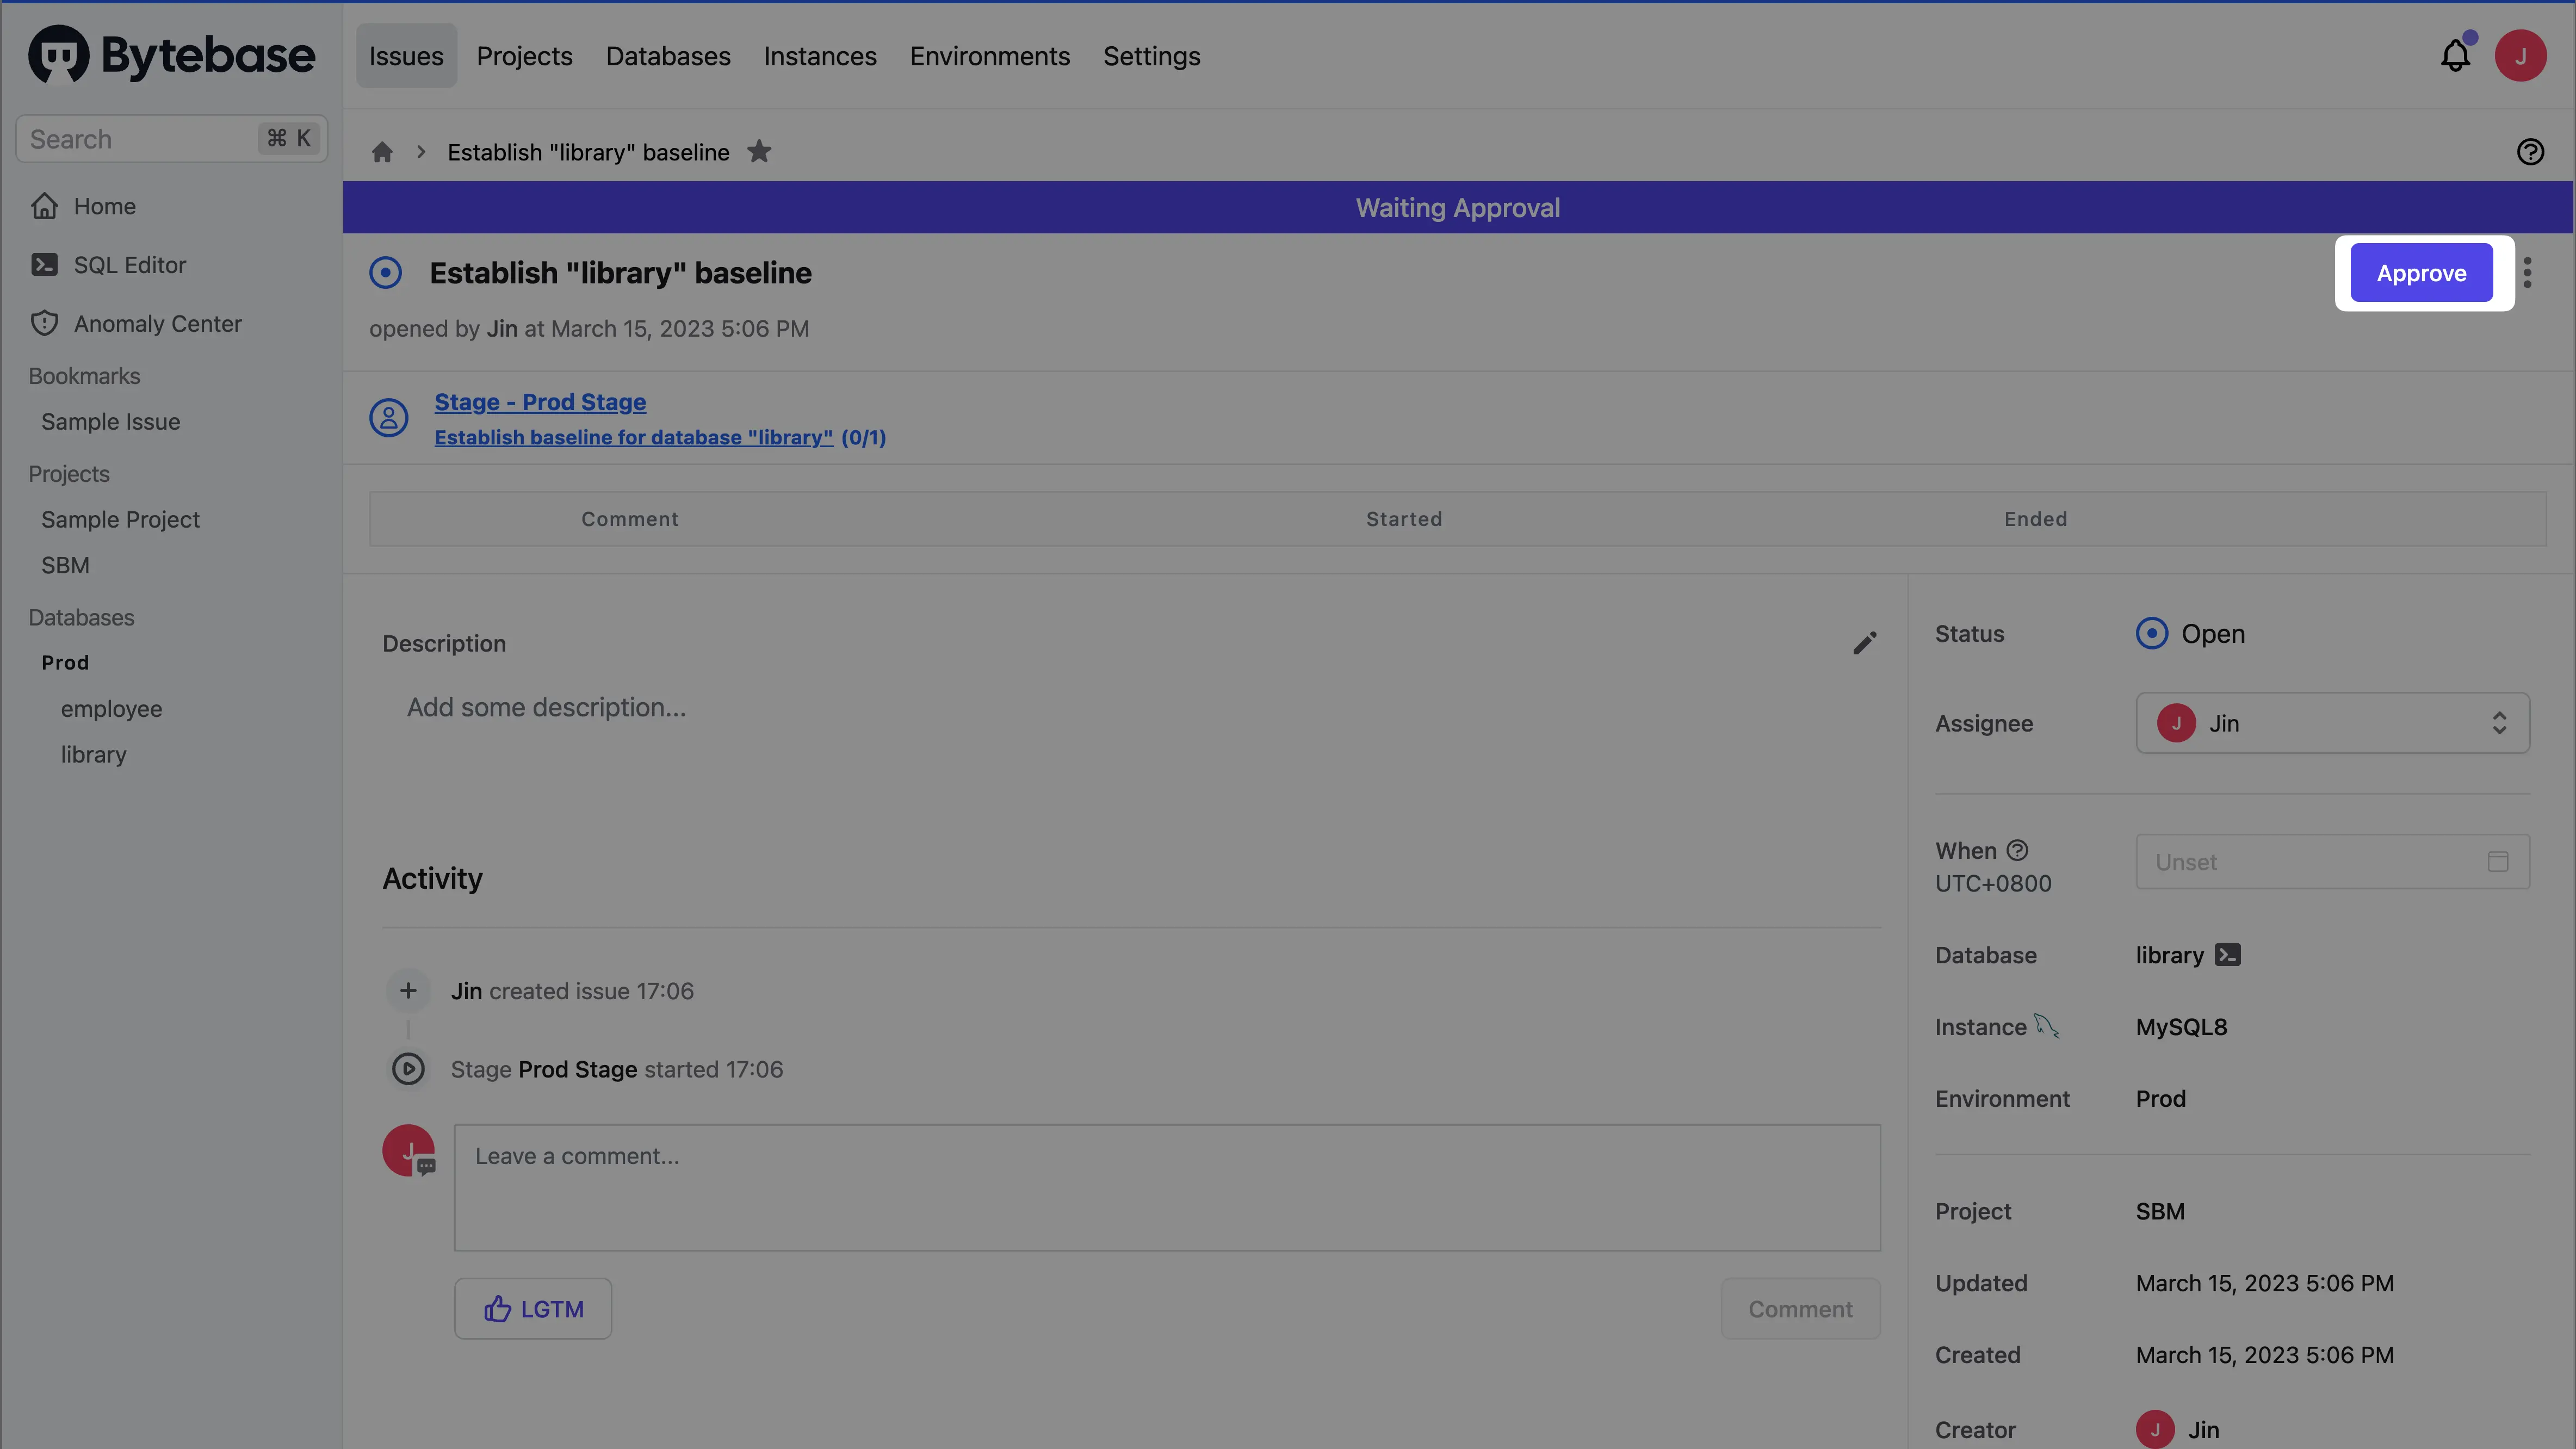 Bytebase
Issues
Projects
Databases
Instances
Environments
Settings
J
Search
⌘ K
Home
SQL Editor
Anomaly Center
Bookmarks
Sample Issue
Projects
Sample Project
SBM
Databases
Prod
employee
library
Establish "library" baseline
Waiting Approval
Establish "library" baseline
Approve
opened by Jin at March 15, 2023 5:06 PM
Stage - Prod Stage
Establish baseline for database "library" (0/1)
Comment
Started
Ended
Description
Add some description...
Activity
Jin created issue 17:06
Stage Prod Stage started 17:06
J
Leave a comment...
LGTM
Comment
Status
Open
Assignee
J
Jin
When
UTC+0800
Unset
Database
library
Instance
MySQL8
Environment
Prod
Project
SBM
Updated
March 15, 2023 5:06 PM
Created
March 15, 2023 5:06 PM
Creator
J
Jin